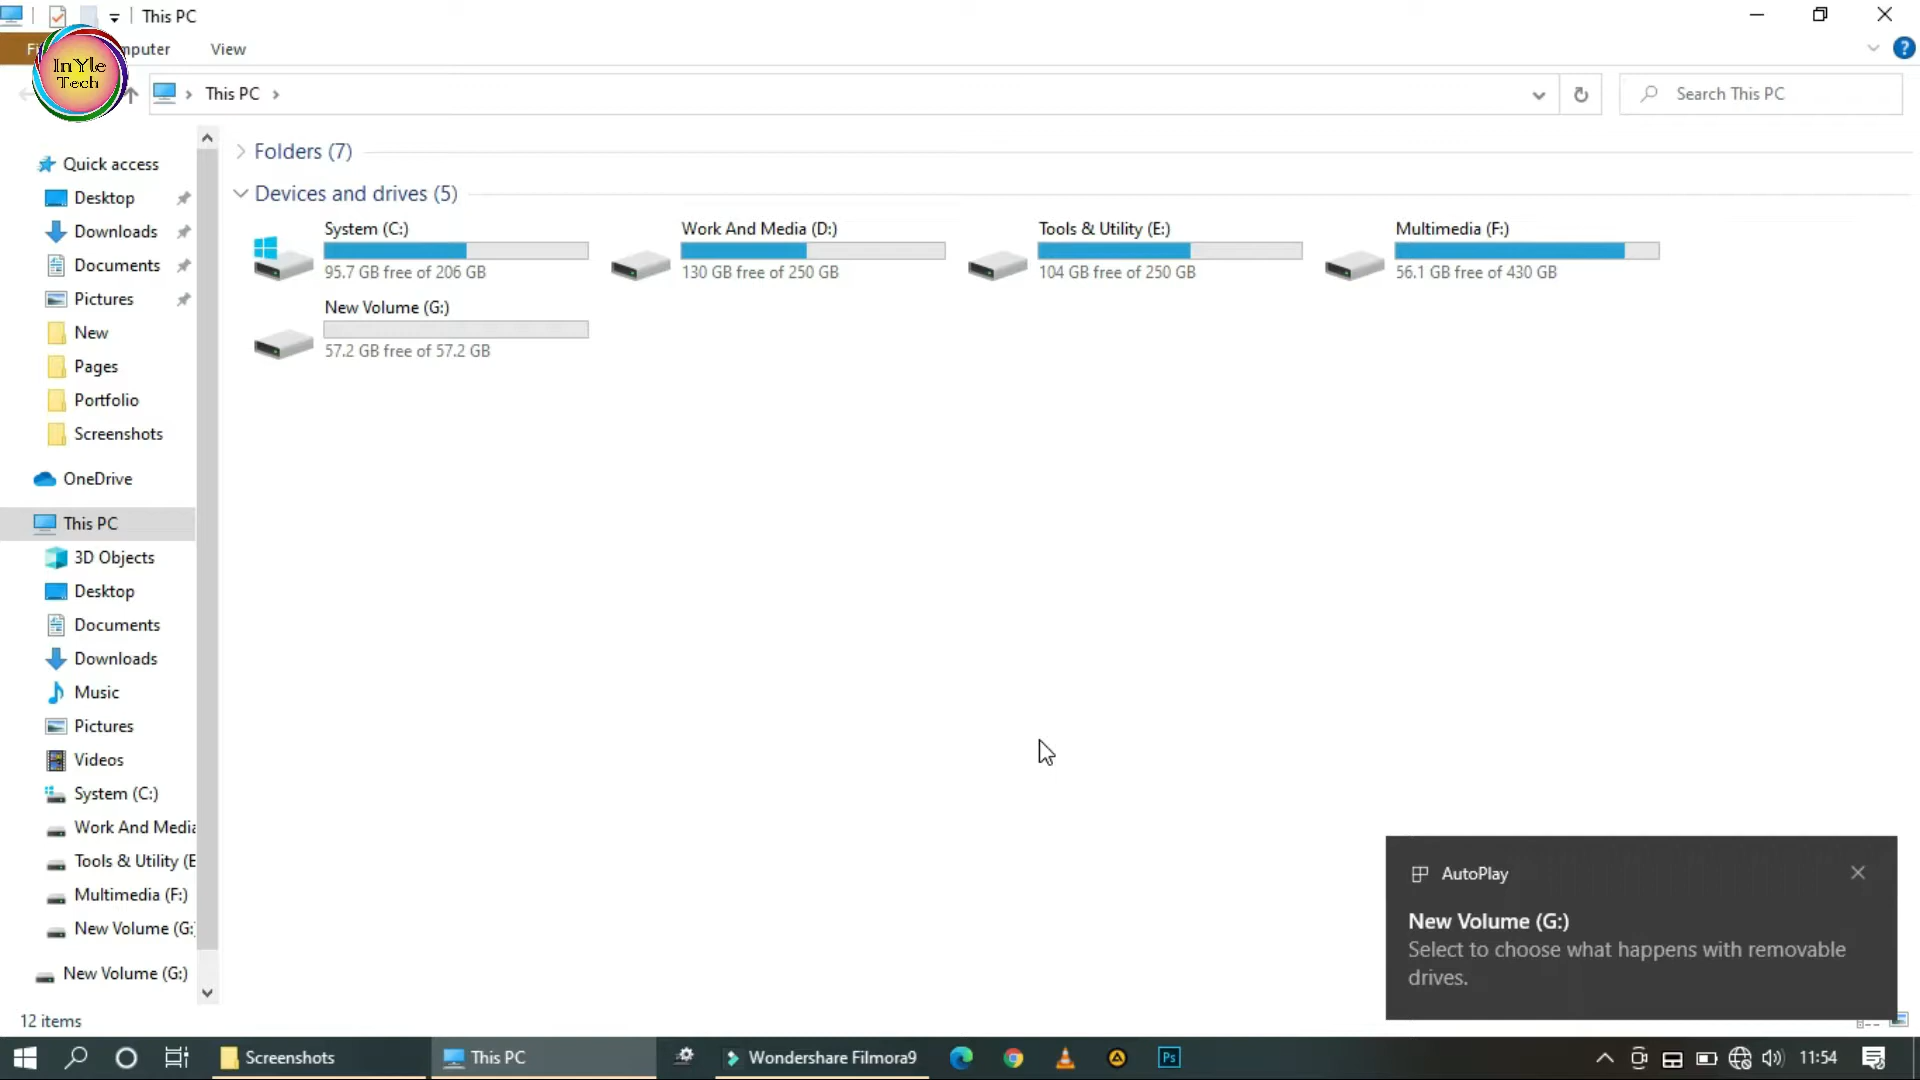 This PC
InYle
Tech
Computer
View
This PC
Search This PC
Quick access
Desktop
Downloads
Documents
Pictures
New
Pages
Portfolio
Screenshots
OneDrive
This PC
3D Objects
Desktop
Documents
Downloads
Music
Pictures
Videos
System (C:)
Work And Media
Tools & Utility (E
Multimedia (F:)
New Volume (G:
New Volume (G:)
Folders (7)
Devices and drives (5)
System (C:)
95.7 GB free of 206 GB
Work And Media (D:)
130 GB free of 250 GB
Tools & Utility (E:)
104 GB free of 250 GB
Multimedia (F:)
56.1 GB free of 430 GB
New Volume (G:)
57.2 GB free of 57.2 GB
AutoPlay
New Volume (G:)
Select to choose what happens with removable
drives.
12 items
Screenshots
This PC
Wondershare Filmora9
Ps
11:54